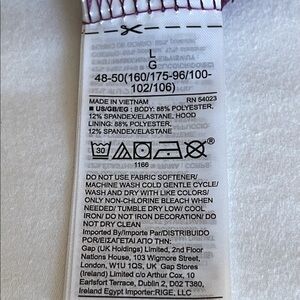 L
G
48-50(160/175-96/100-
102/106)
MADE IN VIETNAM RN 54023
■ US/GB/EG : BODY: 88% POLYESTER,
12% SPANDEX/ELASTANE, HOOD
LINING: 88% POLYESTER,
12% SPANDEX/ELASTANE
30
1166
DO NOT USE FABRIC SOFTENER/
MACHINE WASH COLD GENTLE CYCLE/
WASH AND DRY WITH LIKE COLORS/
ONLY NON-CHLORINE BLEACH WHEN
NEEDED/ TUMBLE DRY LOW/ COOL
IRON/ DO NOT IRON DECORATION/ DO
NOT DRY CLEAN
Imported By/Importe Par/DISTRIBUIDO
POR/ΕΙΣΑΓΕΤΑΙ ΑΠΟ ΤΗΝ:
Gap (UK Holdings) Limited, 2nd Floor
Nations House, 103 Wigmore Street,
London, W1U 1QS, UK Gap Stores
(Ireland) Limited c/o Arthur Cox, 10
Earlsfort Terrace, Dublin 2, D02 T380,
Ireland Egypt Importer:RIGE, LLC